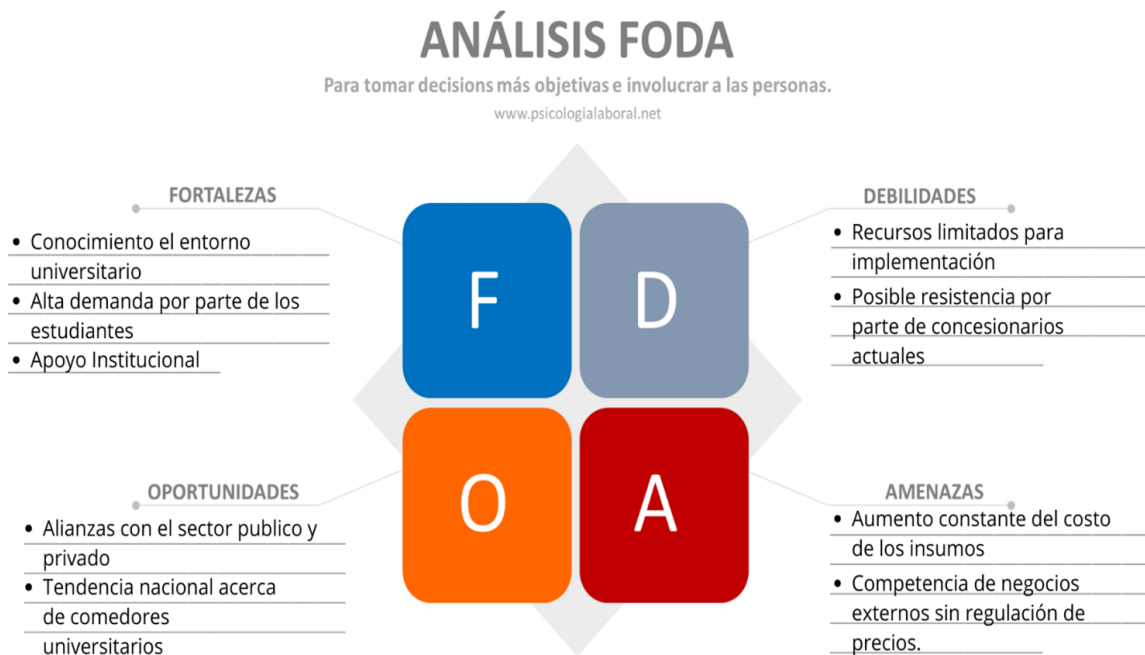 ANÁLISIS FODA
Para tomar decisions más objetivas e involucrar a las personas.
www.psicologialaboral.net
FORTALEZAS
• Conocimiento el entorno
universitario
• Alta demanda por parte de los
estudiantes
• Apoyo Institucional
F
D
DEBILIDADES
• Recursos limitados para
implementación
• Posible resistencia por
parte de concesionarios
actuales
OPORTUNIDADES
• Alianzas con el sector publico y
privado
• Tendencia nacional acerca
de comedores
universitarios
O
A
AMENAZAS
• Aumento constante del costo
de los insumos
• Competencia de negocios
externos sin regulación de
precios.